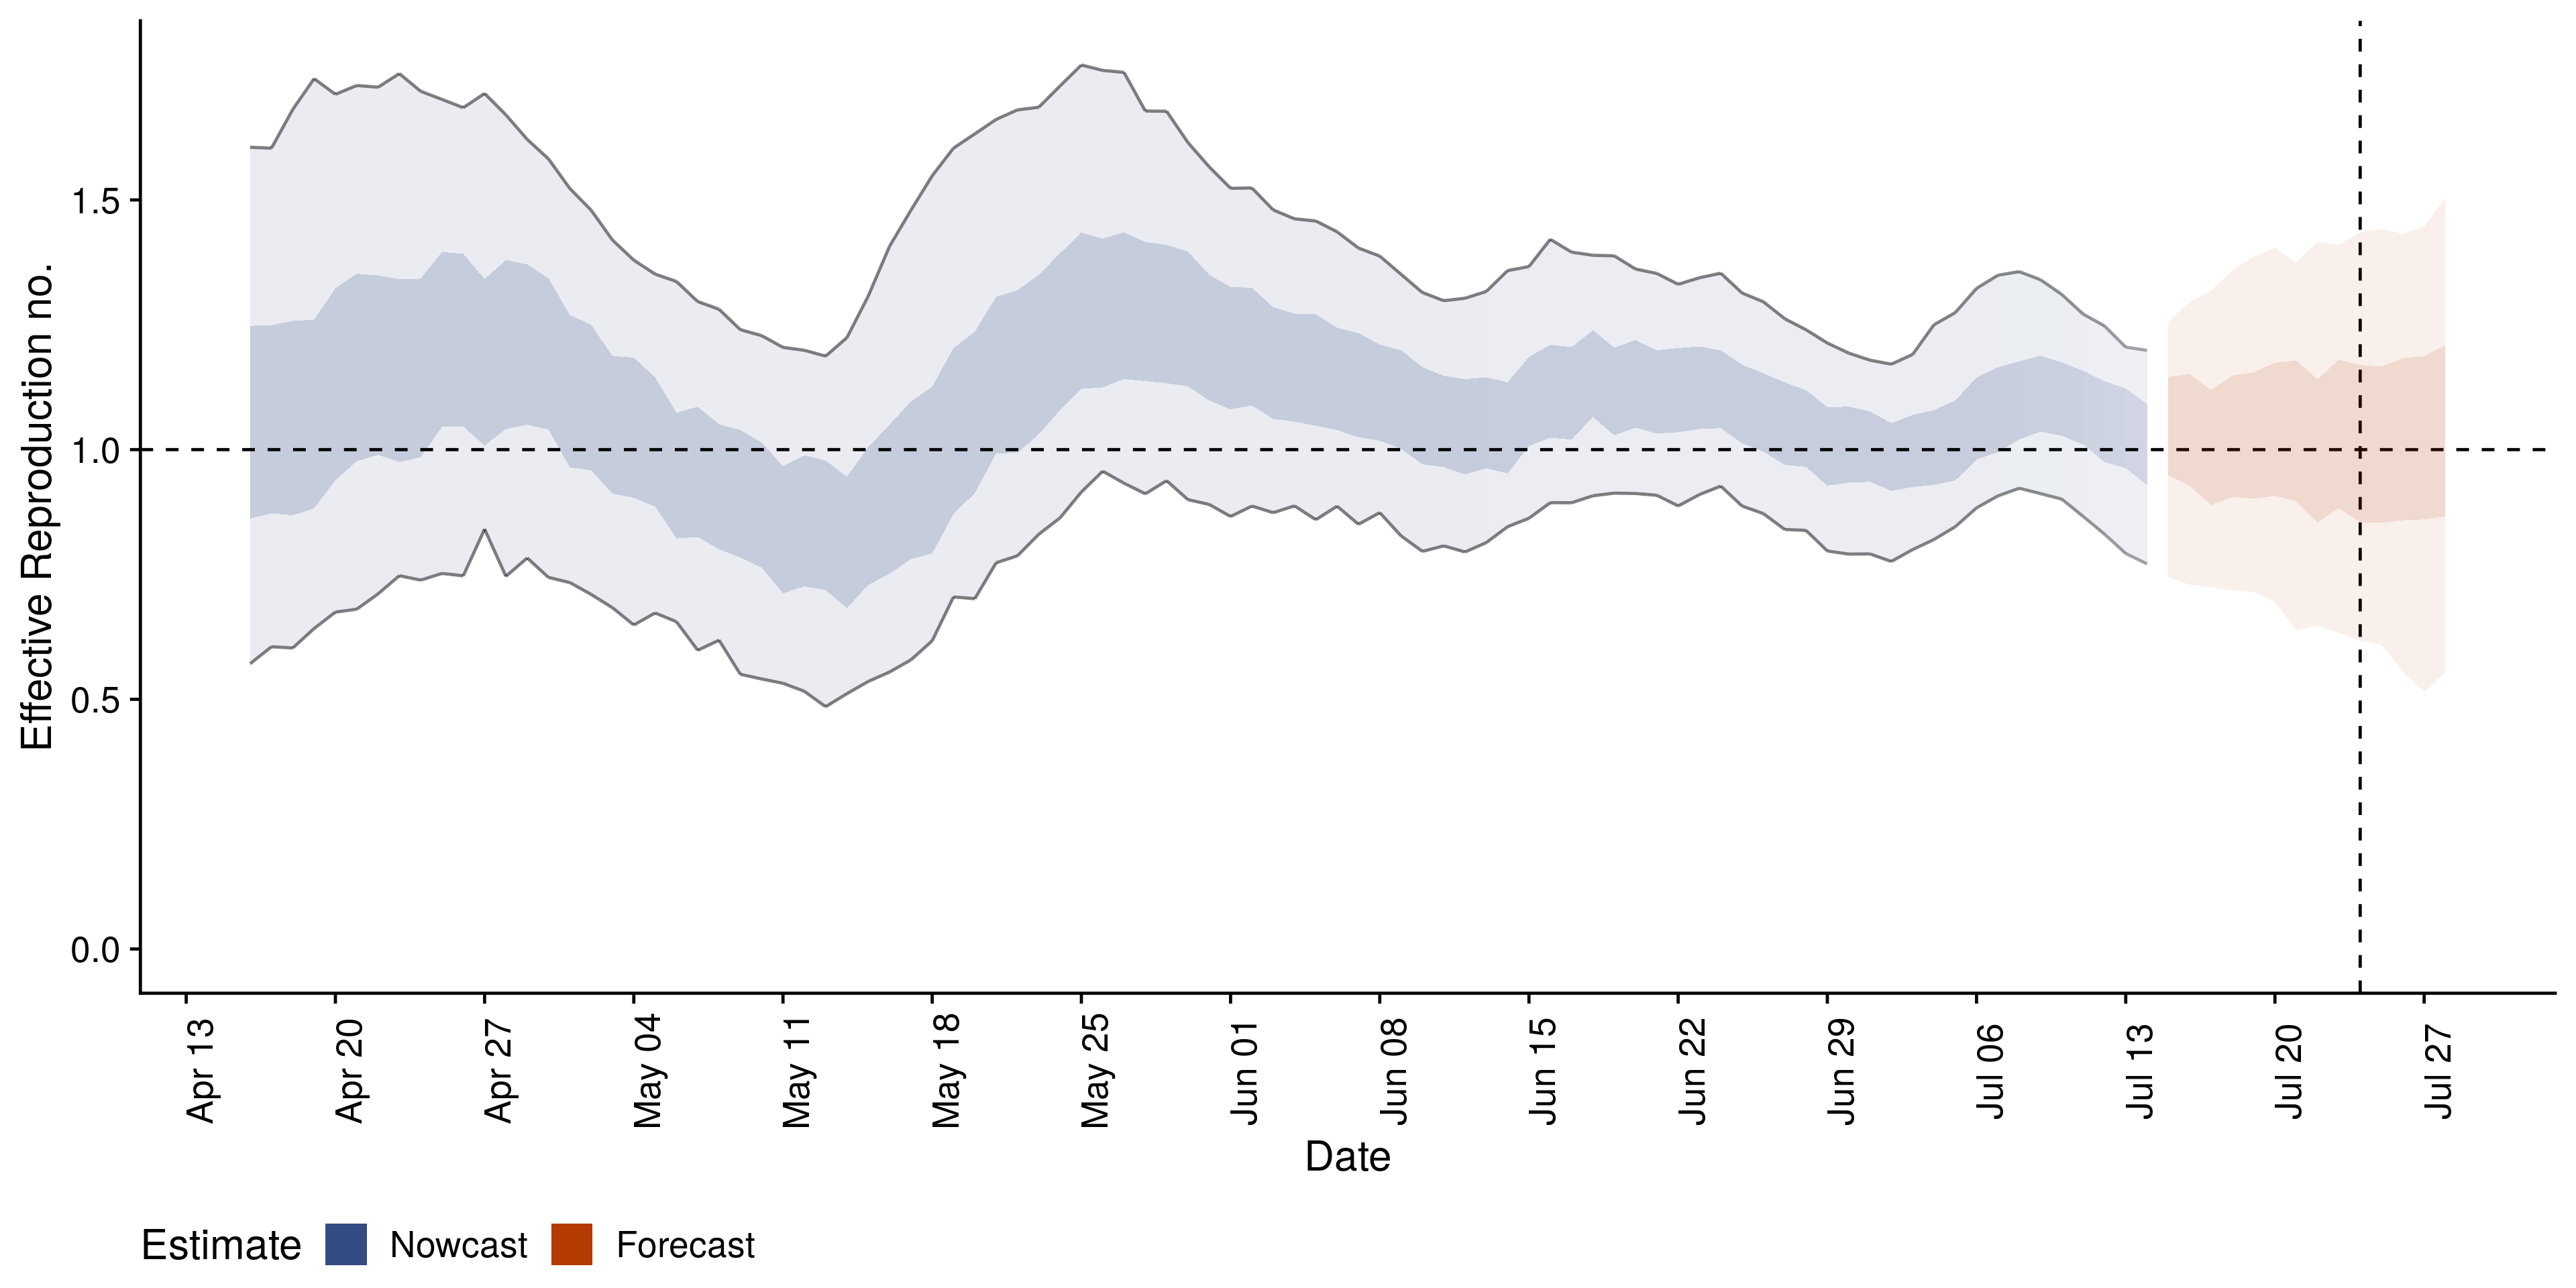 Effective Reproduction no.
1.5
1.0
0.5
0.0
Apr 13
Apr 20
Apr 27
May 04
May 11
May 18
May 25
Jun 01
Jun 08
Jun 15
Jun 22
Jun 29
Jul 06
Jul 13
Jul 20
Jul 27
Date
Estimate Nowcast Forecast